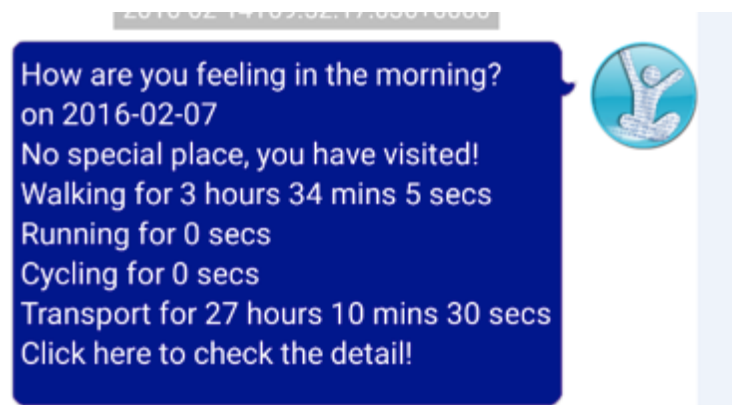 How are you feeling in the morning?
on 2016-02-07
No special place, you have visited!
Walking for 3 hours 34 mins 5 secs
Running for 0 secs
Cycling for 0 secs
Transport for 27 hours 10 mins 30 secs
Click here to check the detail!